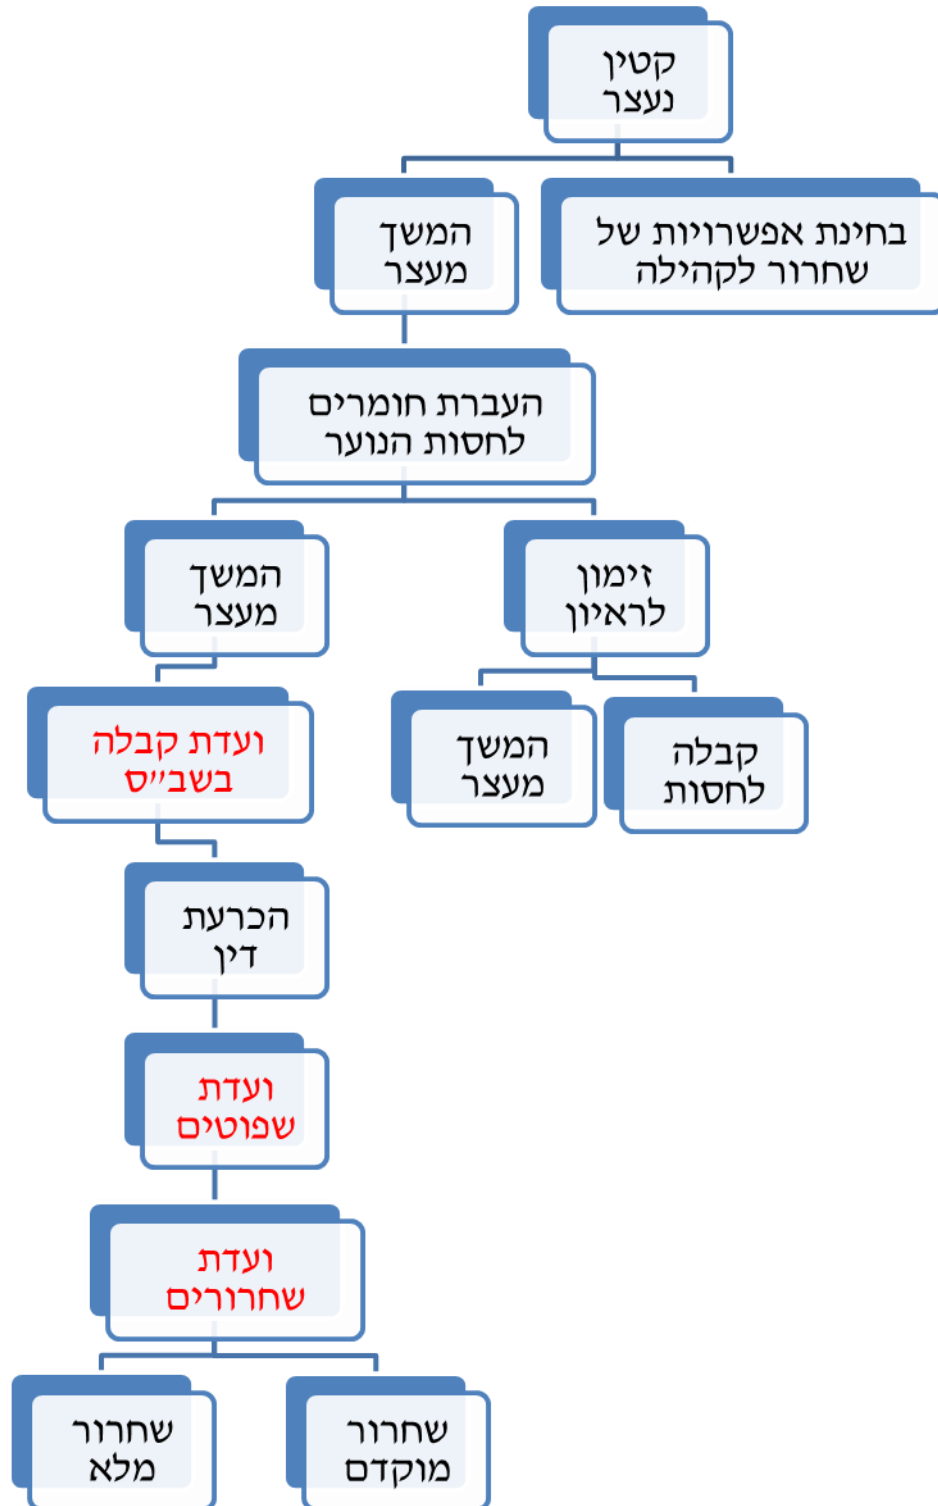 קטין
נעצר
בחינת אפשרויות של
שחרור לקהילה
המשך
מעצר
העברת חומרים
לחסות הנוער
זימון
לראיון
המשך
מעצר
קבלה
לחסות
המשך
מעצר
ועדת קבלה
בשב״ס
הכרעת
דין
ועדת
שפוטים
ועדת
שחרורים
שחרור
מוקדם
שחרור
מלא